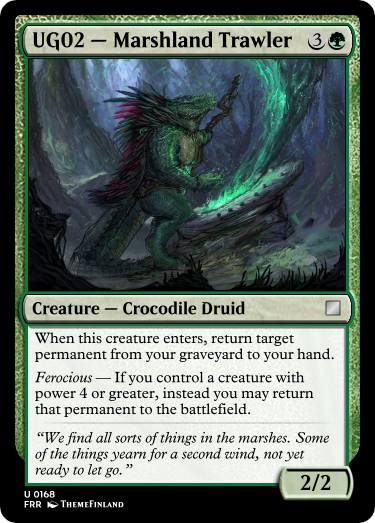 UG02 — Marshland Trawler 3
Creature — Crocodile Druid
When this creature enters, return target
permanent from your graveyard to your hand.
Ferocious — If you control a creature with
power 4 or greater, instead you may return
that permanent to the battlefield.
“We find all sorts of things in the marshes. Some
of the things yearn for a second wind, not yet
ready to let go.”
2/2
U 0168
FRR ThemeFinland